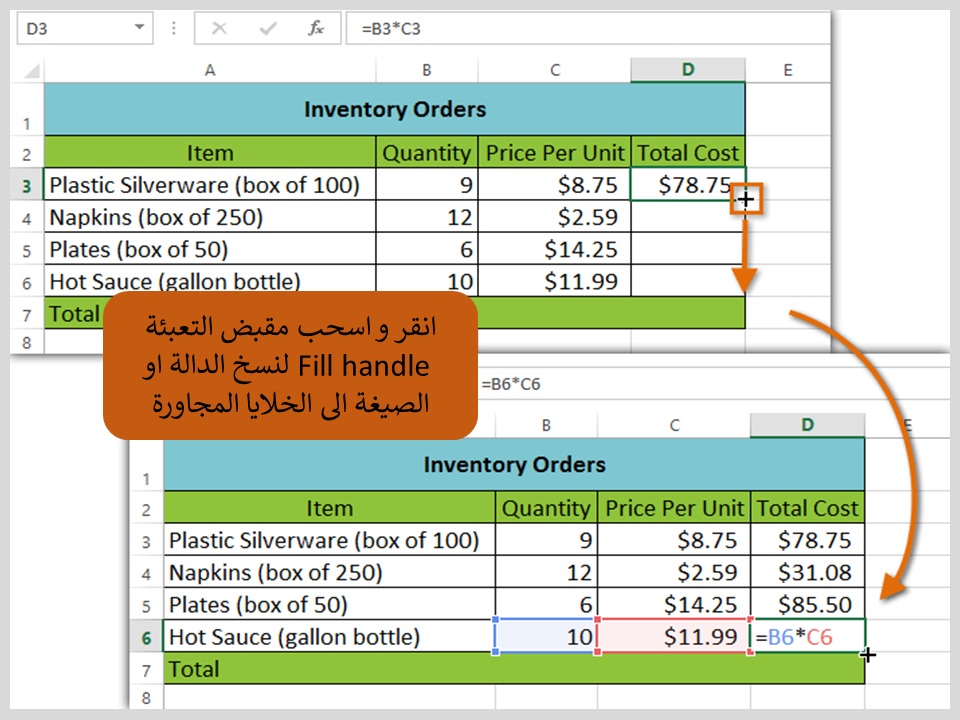 D3 =B3*C3
A B C D E
1 Inventory Orders
2 Item Quantity Price Per Unit Total Cost
3 Plastic Silverware (box of 100) 9 $8.75 $78.75
4 Napkins (box of 250) 12 $2.59
5 Plates (box of 50) 6 $14.25
6 Hot Sauce (gallon bottle) 10 $11.99
7 Total
8
انقر و اسحب مقبض التعبئة
Fill handle لنسخ الدالة او
الصيغة الى الخلايا المجاورة
=B6*C6
B C D E
1 Inventory Orders
2 Item Quantity Price Per Unit Total Cost
3 Plastic Silverware (box of 100) 9 $8.75 $78.75
4 Napkins (box of 250) 12 $2.59 $31.08
5 Plates (box of 50) 6 $14.25 $85.50
6 Hot Sauce (gallon bottle) 10 $11.99 =B6*C6
7 Total
8